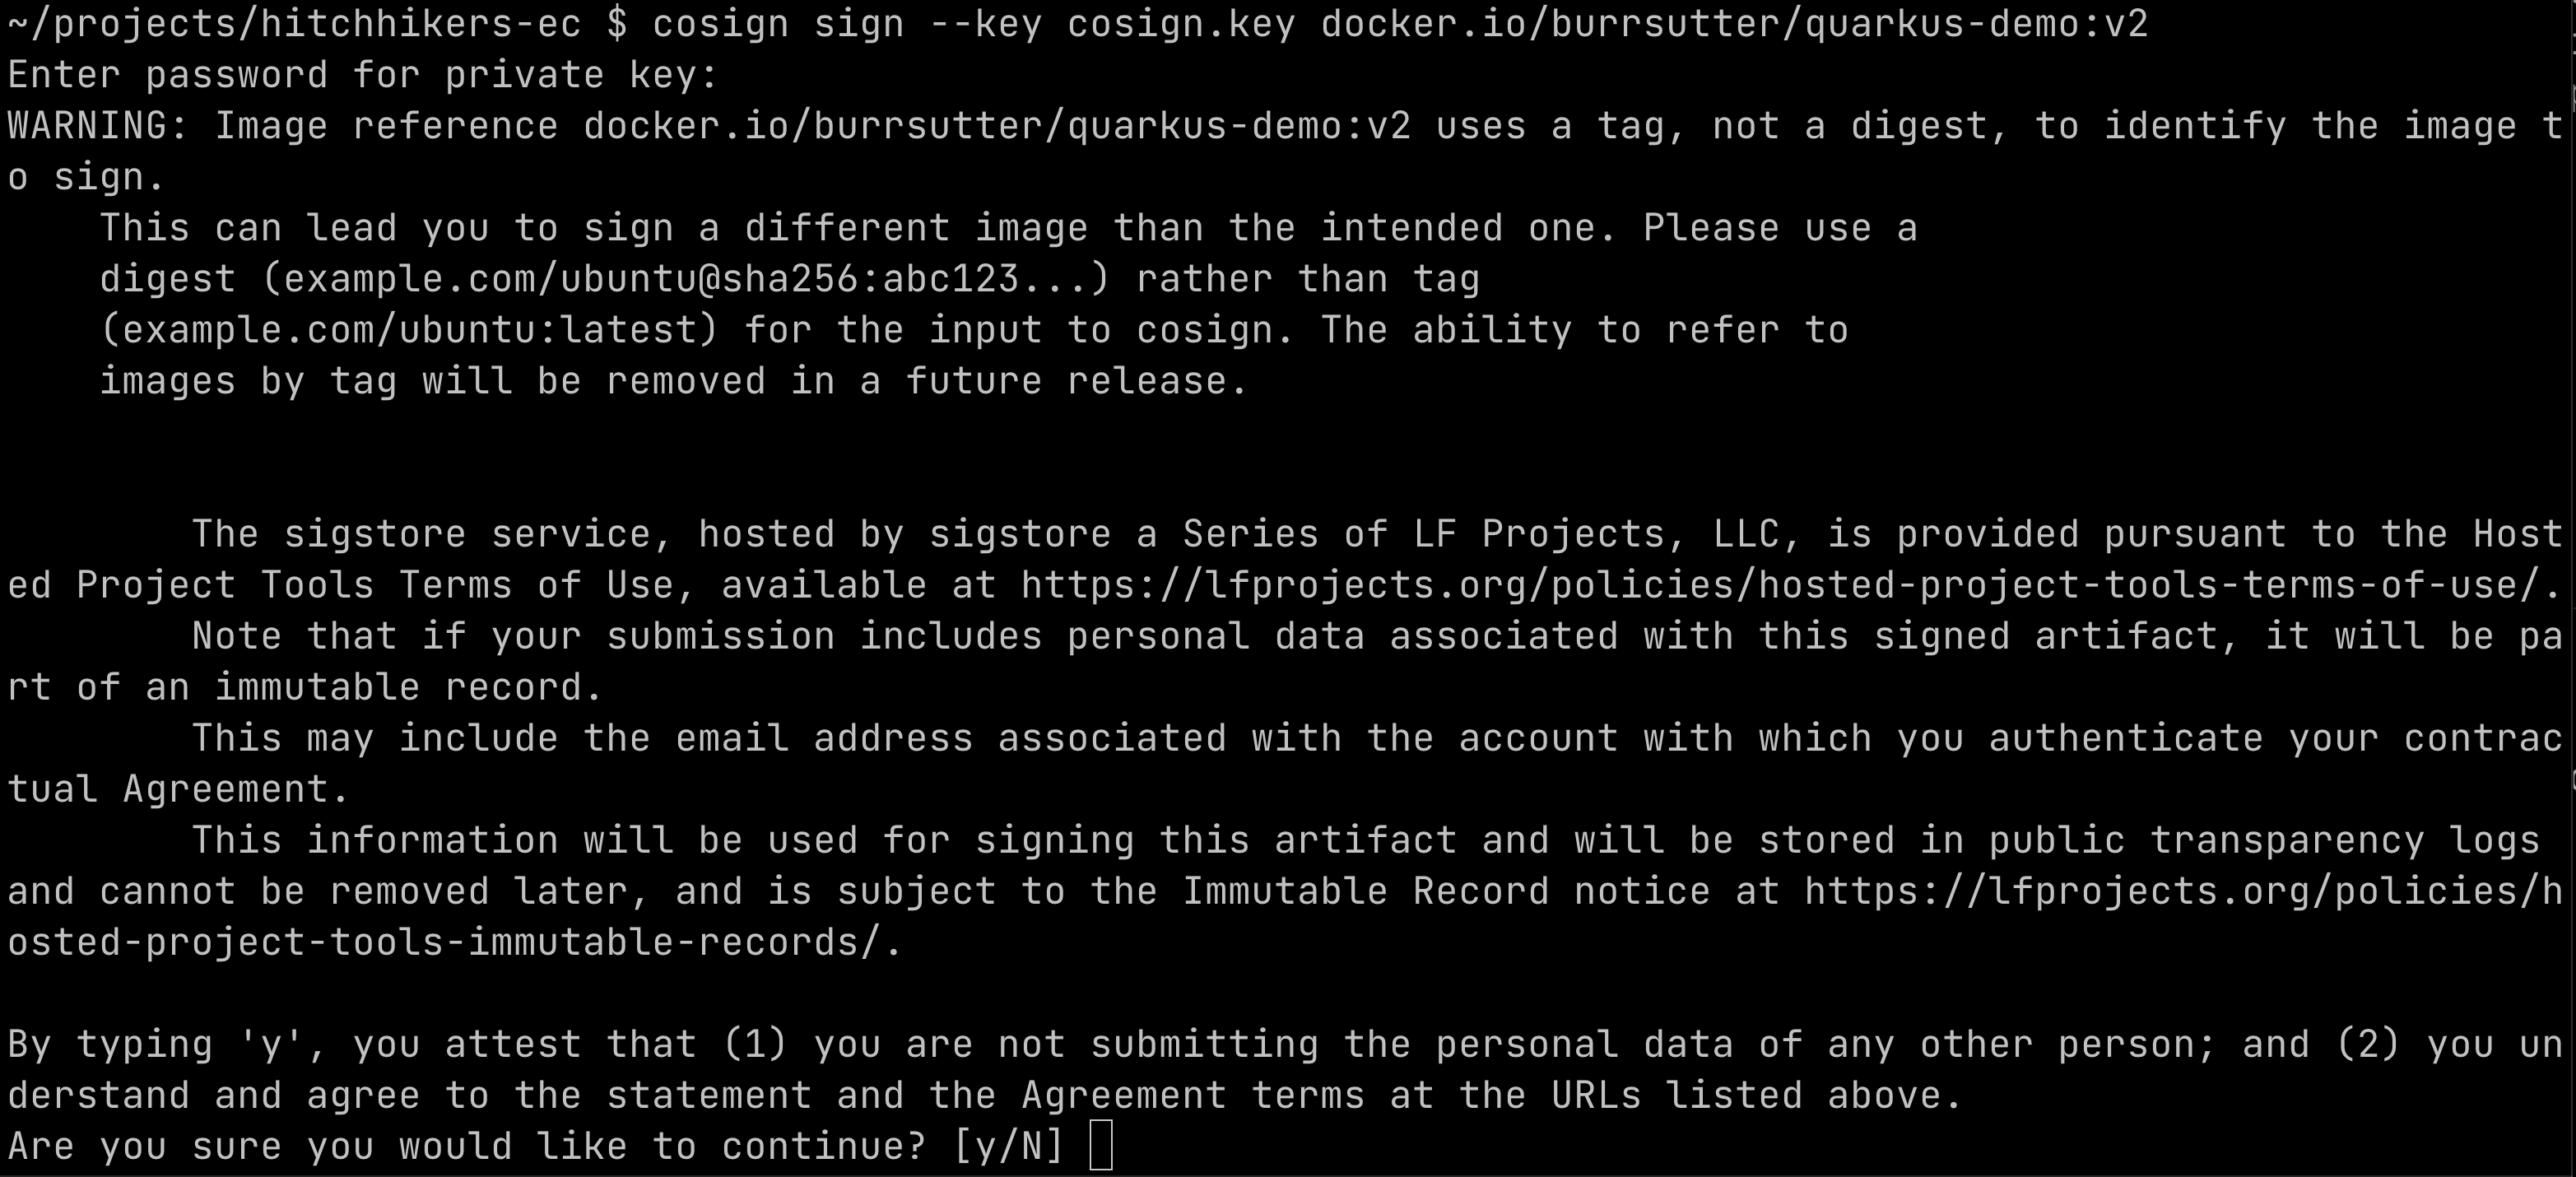 ~/projects/hitchhikers-ec $ cosign sign --key cosign.key docker.io/burrsutter/quarkus-demo:v2
Enter password for private key:
WARNING: Image reference docker.io/burrsutter/quarkus-demo:v2 uses a tag, not a digest, to identify the image t
o sign.
    This can lead you to sign a different image than the intended one. Please use a
    digest (example.com/ubuntu@sha256:abc123...) rather than tag
    (example.com/ubuntu:latest) for the input to cosign. The ability to refer to
    images by tag will be removed in a future release.
        The sigstore service, hosted by sigstore a Series of LF Projects, LLC, is provided pursuant to the Host
ed Project Tools Terms of Use, available at https://lfprojects.org/policies/hosted-project-tools-terms-of-use/.
        Note that if your submission includes personal data associated with this signed artifact, it will be pa
rt of an immutable record.
        This may include the email address associated with the account with which you authenticate your contrac
tual Agreement.
        This information will be used for signing this artifact and will be stored in public transparency logs
and cannot be removed later, and is subject to the Immutable Record notice at https://lfprojects.org/policies/h
osted-project-tools-immutable-records/.
By typing 'y', you attest that (1) you are not submitting the personal data of any other person; and (2) you un
derstand and agree to the statement and the Agreement terms at the URLs listed above.
Are you sure you would like to continue? [y/N]